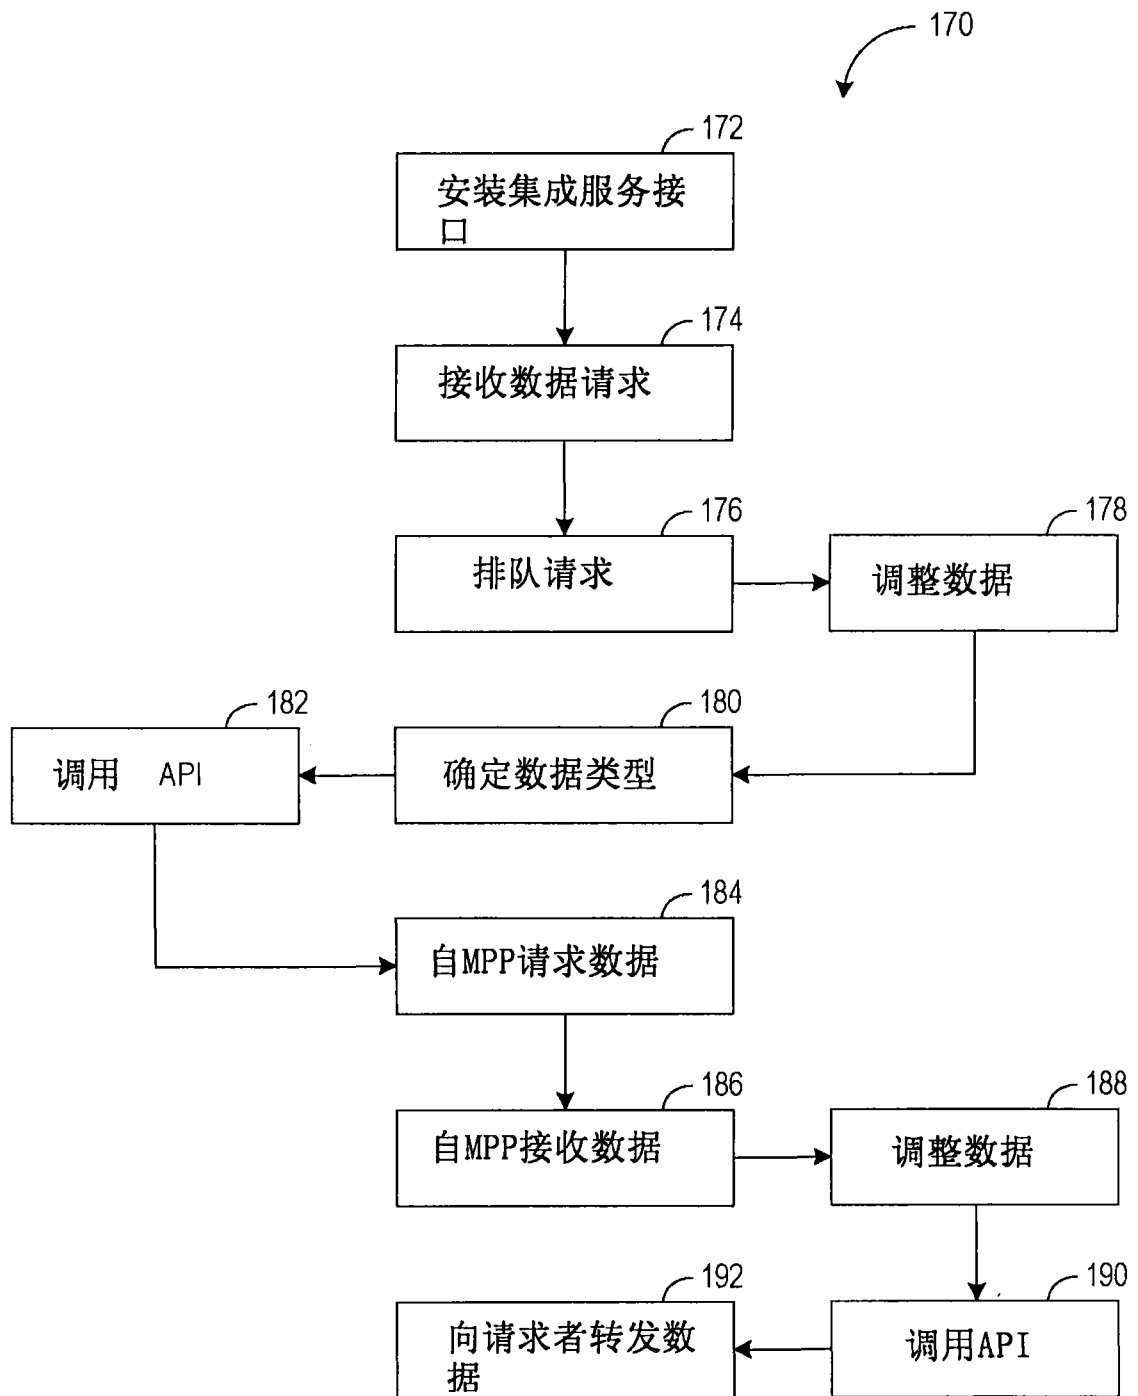 170
172
安装集成服务接
口
174
接收数据请求
176
排队请求
178
调整数据
180
确定数据类型
182
调用 API
184
自MPP请求数据
186
自MPP接收数据
188
调整数据
190
调用API
192
向请求者转发数
据